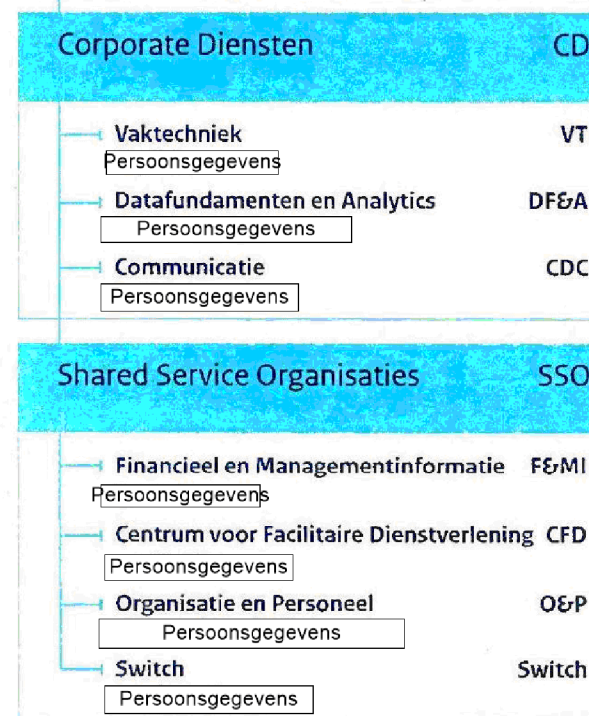 Corporate Diensten CD
Vaktechniek VT
Persoonsgegevens
Datafundamenten en Analytics DF&A
Persoonsgegevens
Communicatie CDC
Persoonsgegevens
Shared Service Organisaties SSO
Financieel en Managementinformatie F&MI
Persoonsgegevens
Centrum voor Facilitaire Dienstverlening CFD
Persoonsgegevens
Organisatie en Personeel O&P
Persoonsgegevens
Switch Switch
Persoonsgegevens